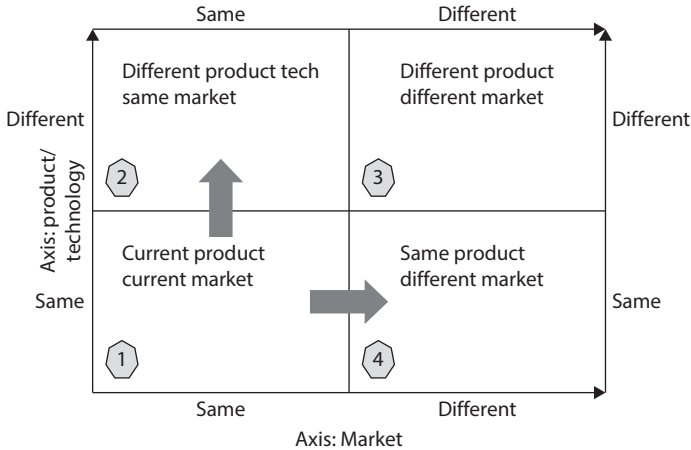 Same
Different
Different product tech
same market
Different product
different market
Different
Different
Axis: product/
technology
2
3
Current product
current market
Same product
different market
Same
Same
1
4
Same
Different
Axis: Market